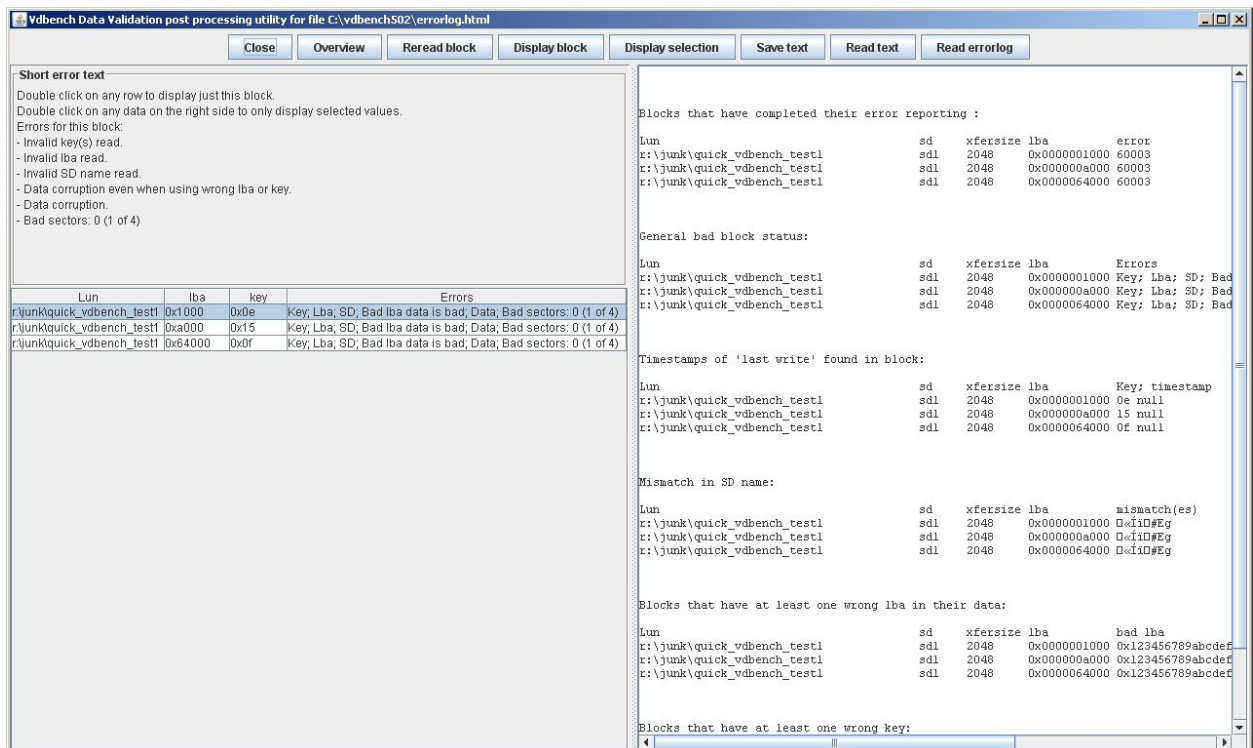 Vdbench Data Validation post processing utility for file C:\vdbench502\errorlog.html
Close Overview Reread block Display block Display selection Save text Read text Read errorlog
Short error text
Double click on any row to display just this block.
Double click on any data on the right side to only display selected values.
Errors for this block:
- Invalid key(s) read.
- Invalid lba read.
- Invalid SD name read.
- Data corruption even when using wrong lba or key.
- Data corruption.
- Bad sectors: 0 (1 of 4)
Lun lba key Errors
r:\junk\quick_vdbench_test1 0x1000 0x0e Key; Lba; SD; Bad lba data is bad; Data; Bad sectors: 0 (1 of 4)
r:\junk\quick_vdbench_test1 0xa000 0x15 Key; Lba; SD; Bad lba data is bad; Data; Bad sectors: 0 (1 of 4)
r:\junk\quick_vdbench_test1 0x64000 0x0f Key; Lba; SD; Bad lba data is bad; Data; Bad sectors: 0 (1 of 4)
Blocks that have completed their error reporting :
Lun sd xfersize lba error
r:\junk\quick_vdbench_test1 sd1 2048 0x0000001000 60003
r:\junk\quick_vdbench_test1 sd1 2048 0x000000a000 60003
r:\junk\quick_vdbench_test1 sd1 2048 0x0000064000 60003
General bad block status:
Lun sd xfersize lba Errors
r:\junk\quick_vdbench_test1 sd1 2048 0x0000001000 Key; Lba; SD; Bad
r:\junk\quick_vdbench_test1 sd1 2048 0x000000a000 Key; Lba; SD; Bad
r:\junk\quick_vdbench_test1 sd1 2048 0x0000064000 Key; Lba; SD; Bad
Timestamps of 'last write' found in block:
Lun sd xfersize lba Key; timestamp
r:\junk\quick_vdbench_test1 sd1 2048 0x0000001000 0e null
r:\junk\quick_vdbench_test1 sd1 2048 0x000000a000 15 null
r:\junk\quick_vdbench_test1 sd1 2048 0x0000064000 0f null
Mismatch in SD name:
Lun sd xfersize lba mismatch(es)
r:\junk\quick_vdbench_test1 sd1 2048 0x0000001000 □«Íï□#Eg
r:\junk\quick_vdbench_test1 sd1 2048 0x000000a000 □«Íï□#Eg
r:\junk\quick_vdbench_test1 sd1 2048 0x0000064000 □«Íï□#Eg
Blocks that have at least one wrong lba in their data:
Lun sd xfersize lba bad lba
r:\junk\quick_vdbench_test1 sd1 2048 0x0000001000 0x123456789abcdef
r:\junk\quick_vdbench_test1 sd1 2048 0x000000a000 0x123456789abcdef
r:\junk\quick_vdbench_test1 sd1 2048 0x0000064000 0x123456789abcdef
Blocks that have at least one wrong key: